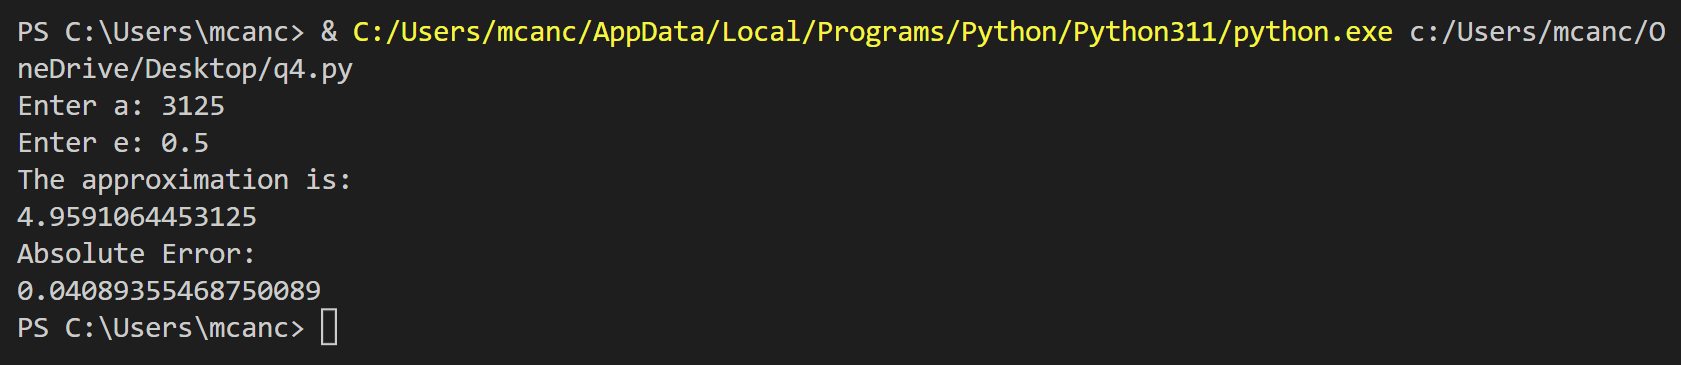 PS C:\Users\mcanc> & C:/Users/mcanc/AppData/Local/Programs/Python/Python311/python.exe c:/Users/mcanc/O
neDrive/Desktop/q4.py
Enter a: 3125
Enter e: 0.5
The approximation is:
4.9591064453125
Absolute Error:
0.04089355468750089
PS C:\Users\mcanc>